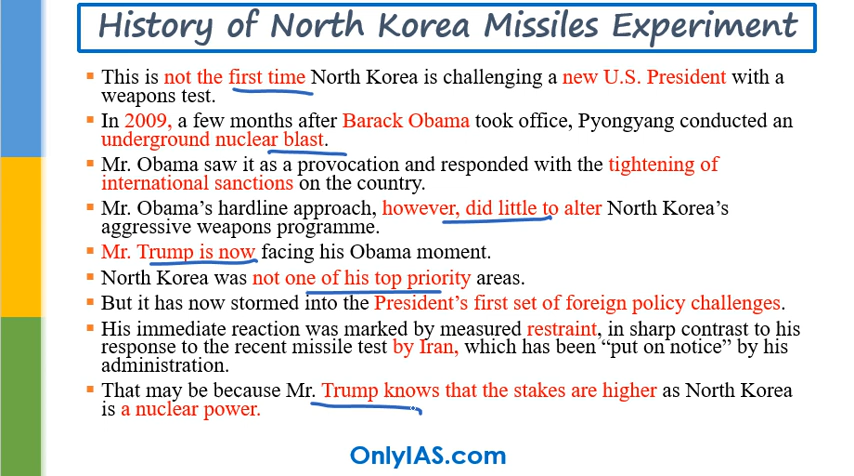 History of North Korea Missiles Experiment
This is not the first time North Korea is challenging a new U.S. President with a
weapons test.
In 2009, a few months after Barack Obama took office, Pyongyang conducted an
underground nuclear blast.
Mr. Obama saw it as a provocation and responded with the tightening of
international sanctions on the country.
Mr. Obama's hardline approach, however, did little to alter North Korea's
aggressive weapons programme.
Mr. Trump is now facing his Obama moment.
North Korea was not one of his top priority areas.
But it has now stormed into the President's first set of foreign policy challenges.
His immediate reaction was marked by measured restraint, in sharp contrast to his
response to the recent missile test by Iran, which has been “put on notice” by his
administration.
That may be because Mr. Trump knows that the stakes are higher as North Korea
is a nuclear power.
OnlyIAS.com